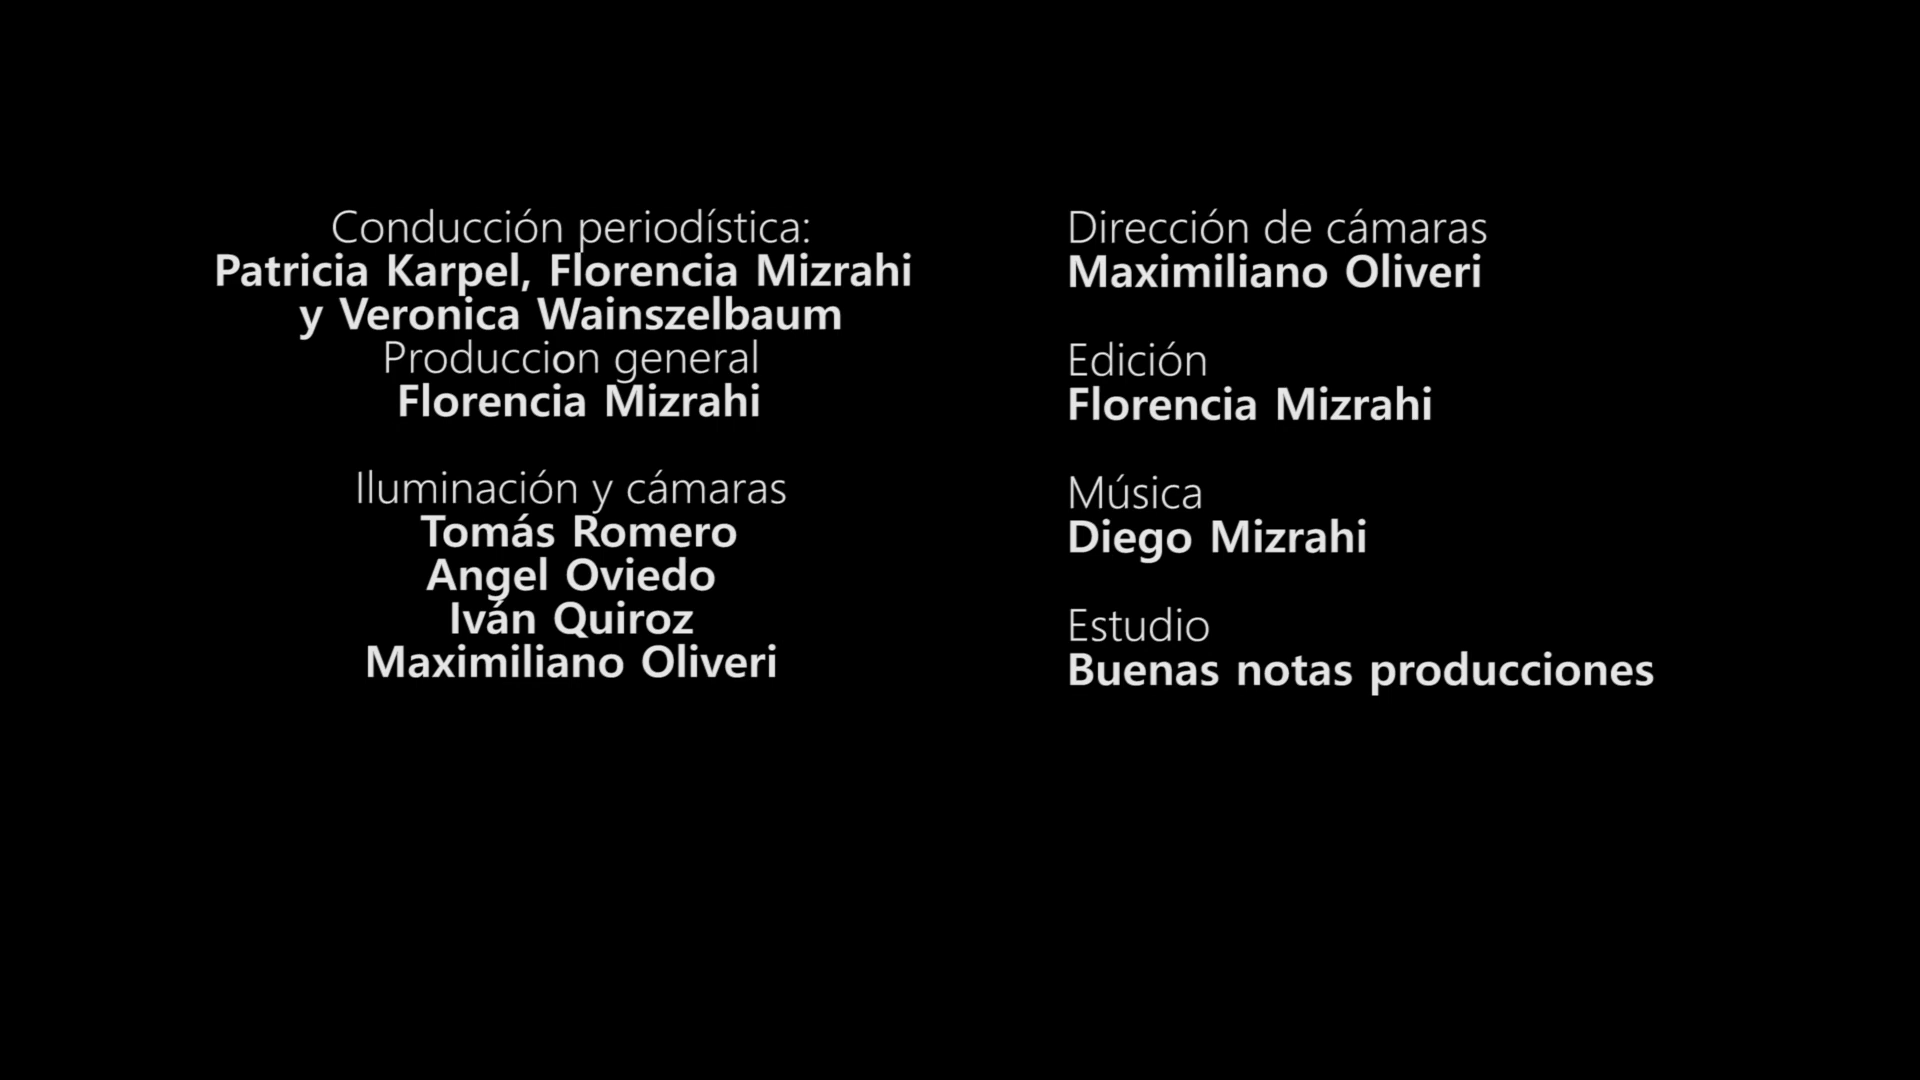 Conducción periodística:
Patricia Karpel, Florencia Mizrahi
y Veronica Wainszelbaum
Produccion general
Florencia Mizrahi
Iluminación y cámaras
Tomás Romero
Angel Oviedo
Iván Quiroz
Maximiliano Oliveri
Dirección de cámaras
Maximiliano Oliveri
Edición
Florencia Mizrahi
Música
Diego Mizrahi
Estudio
Buenas notas producciones